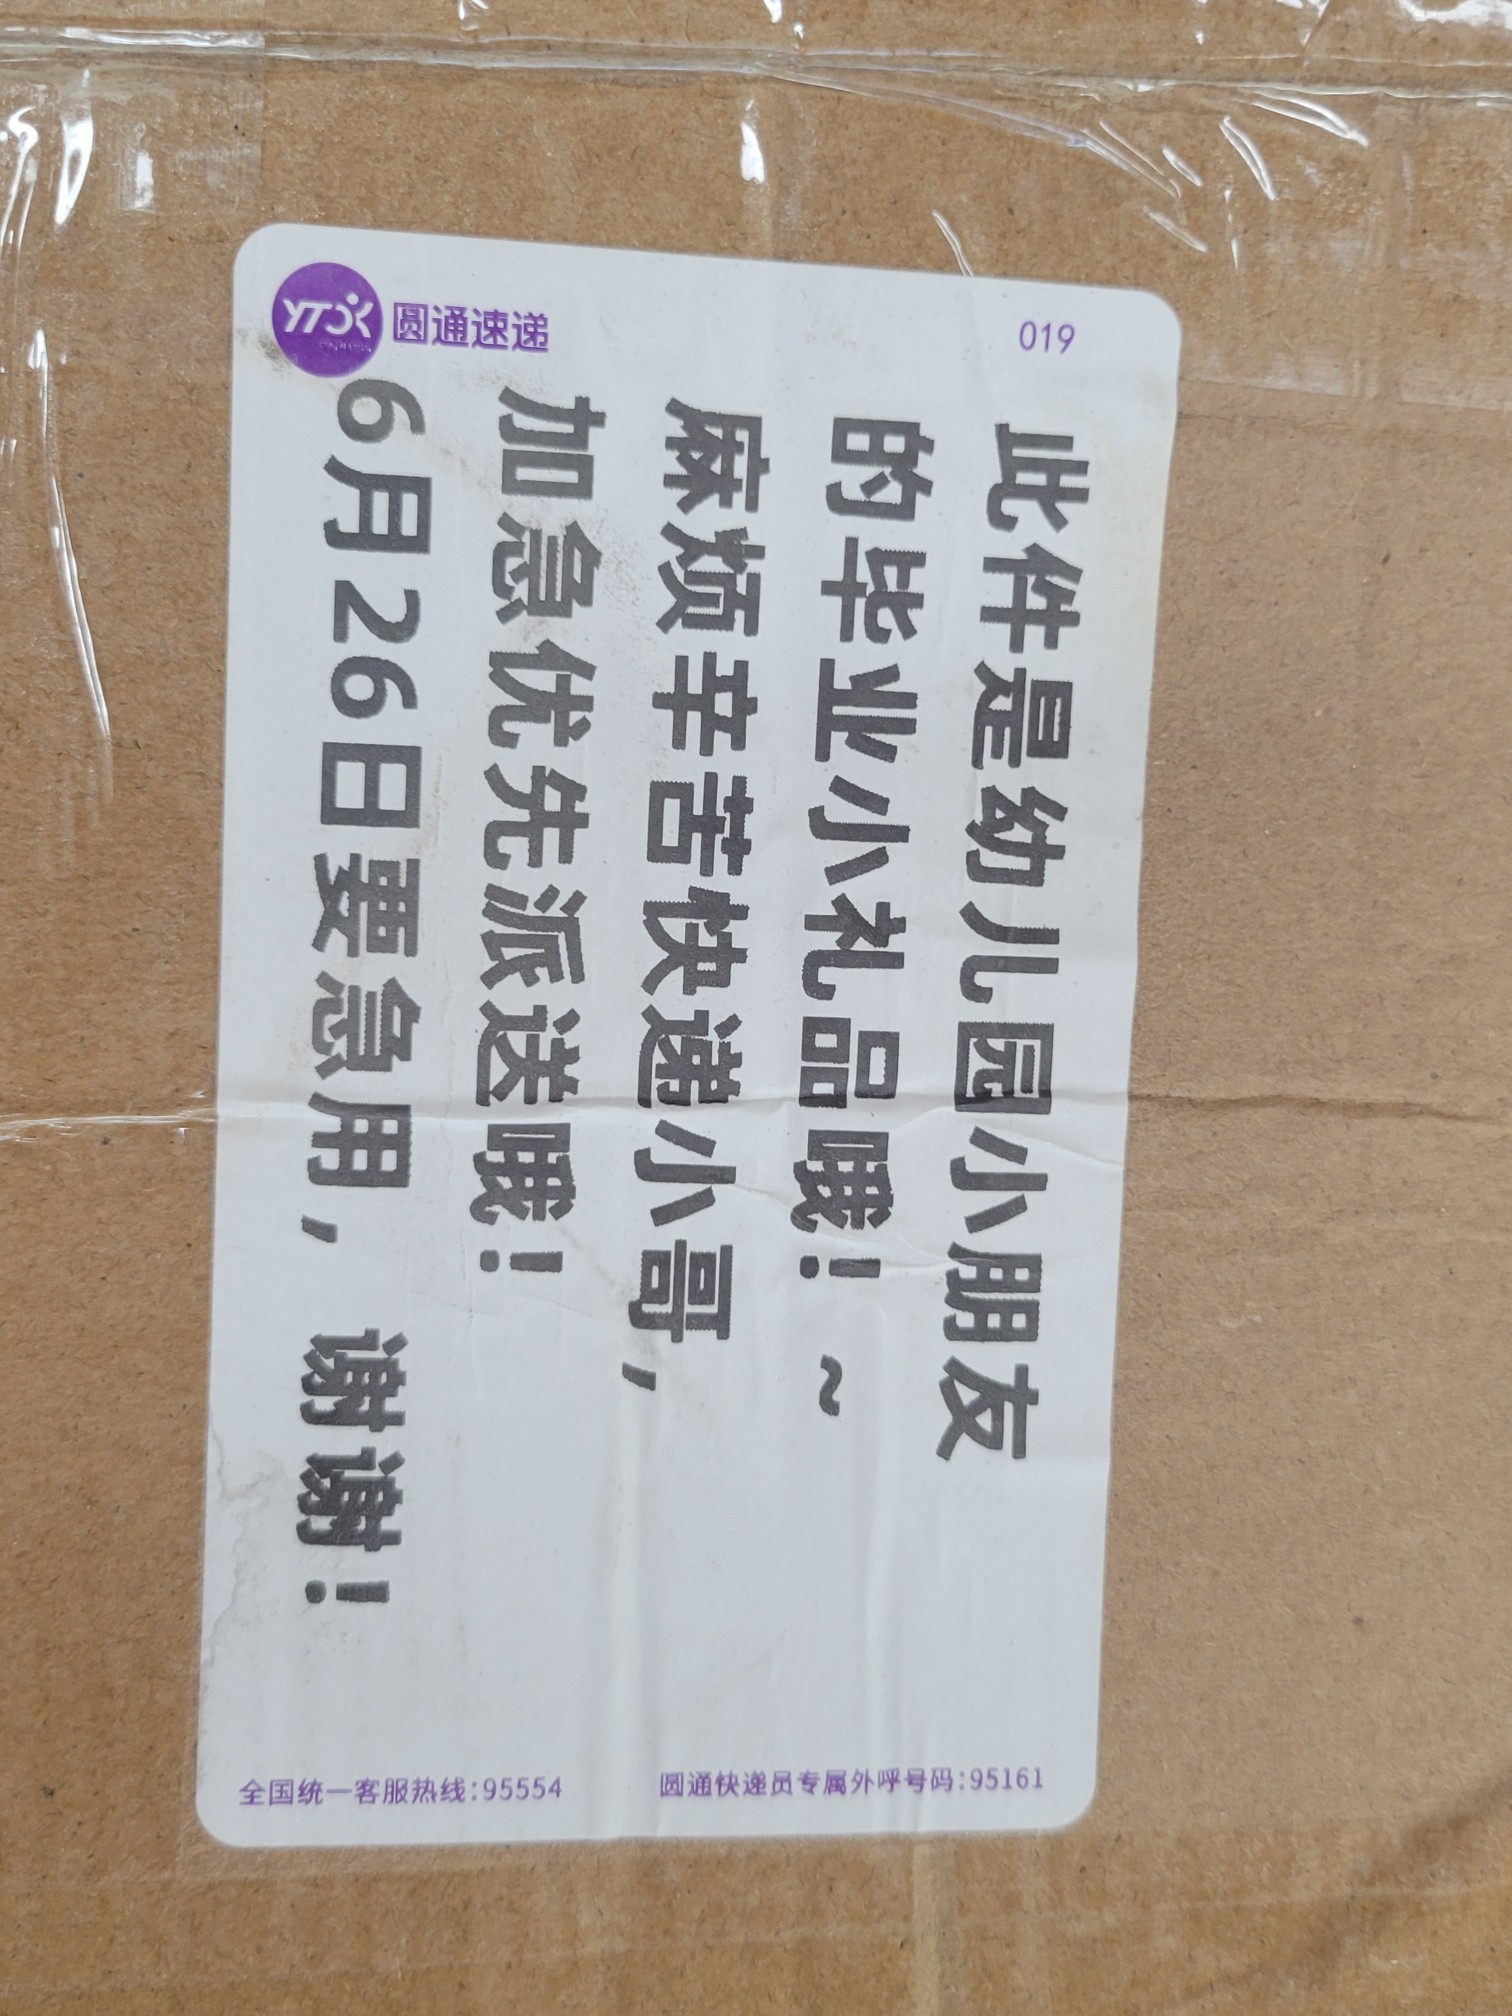 YTO
express
圆通速递
019
此件是幼儿园小朋友
的毕业小礼品哦！~
麻烦辛苦快递小哥，
加急优先派送哦！
6月26日要急用，谢谢！
全国统一客服热线:95554
圆通快递员专属外呼号码:95161